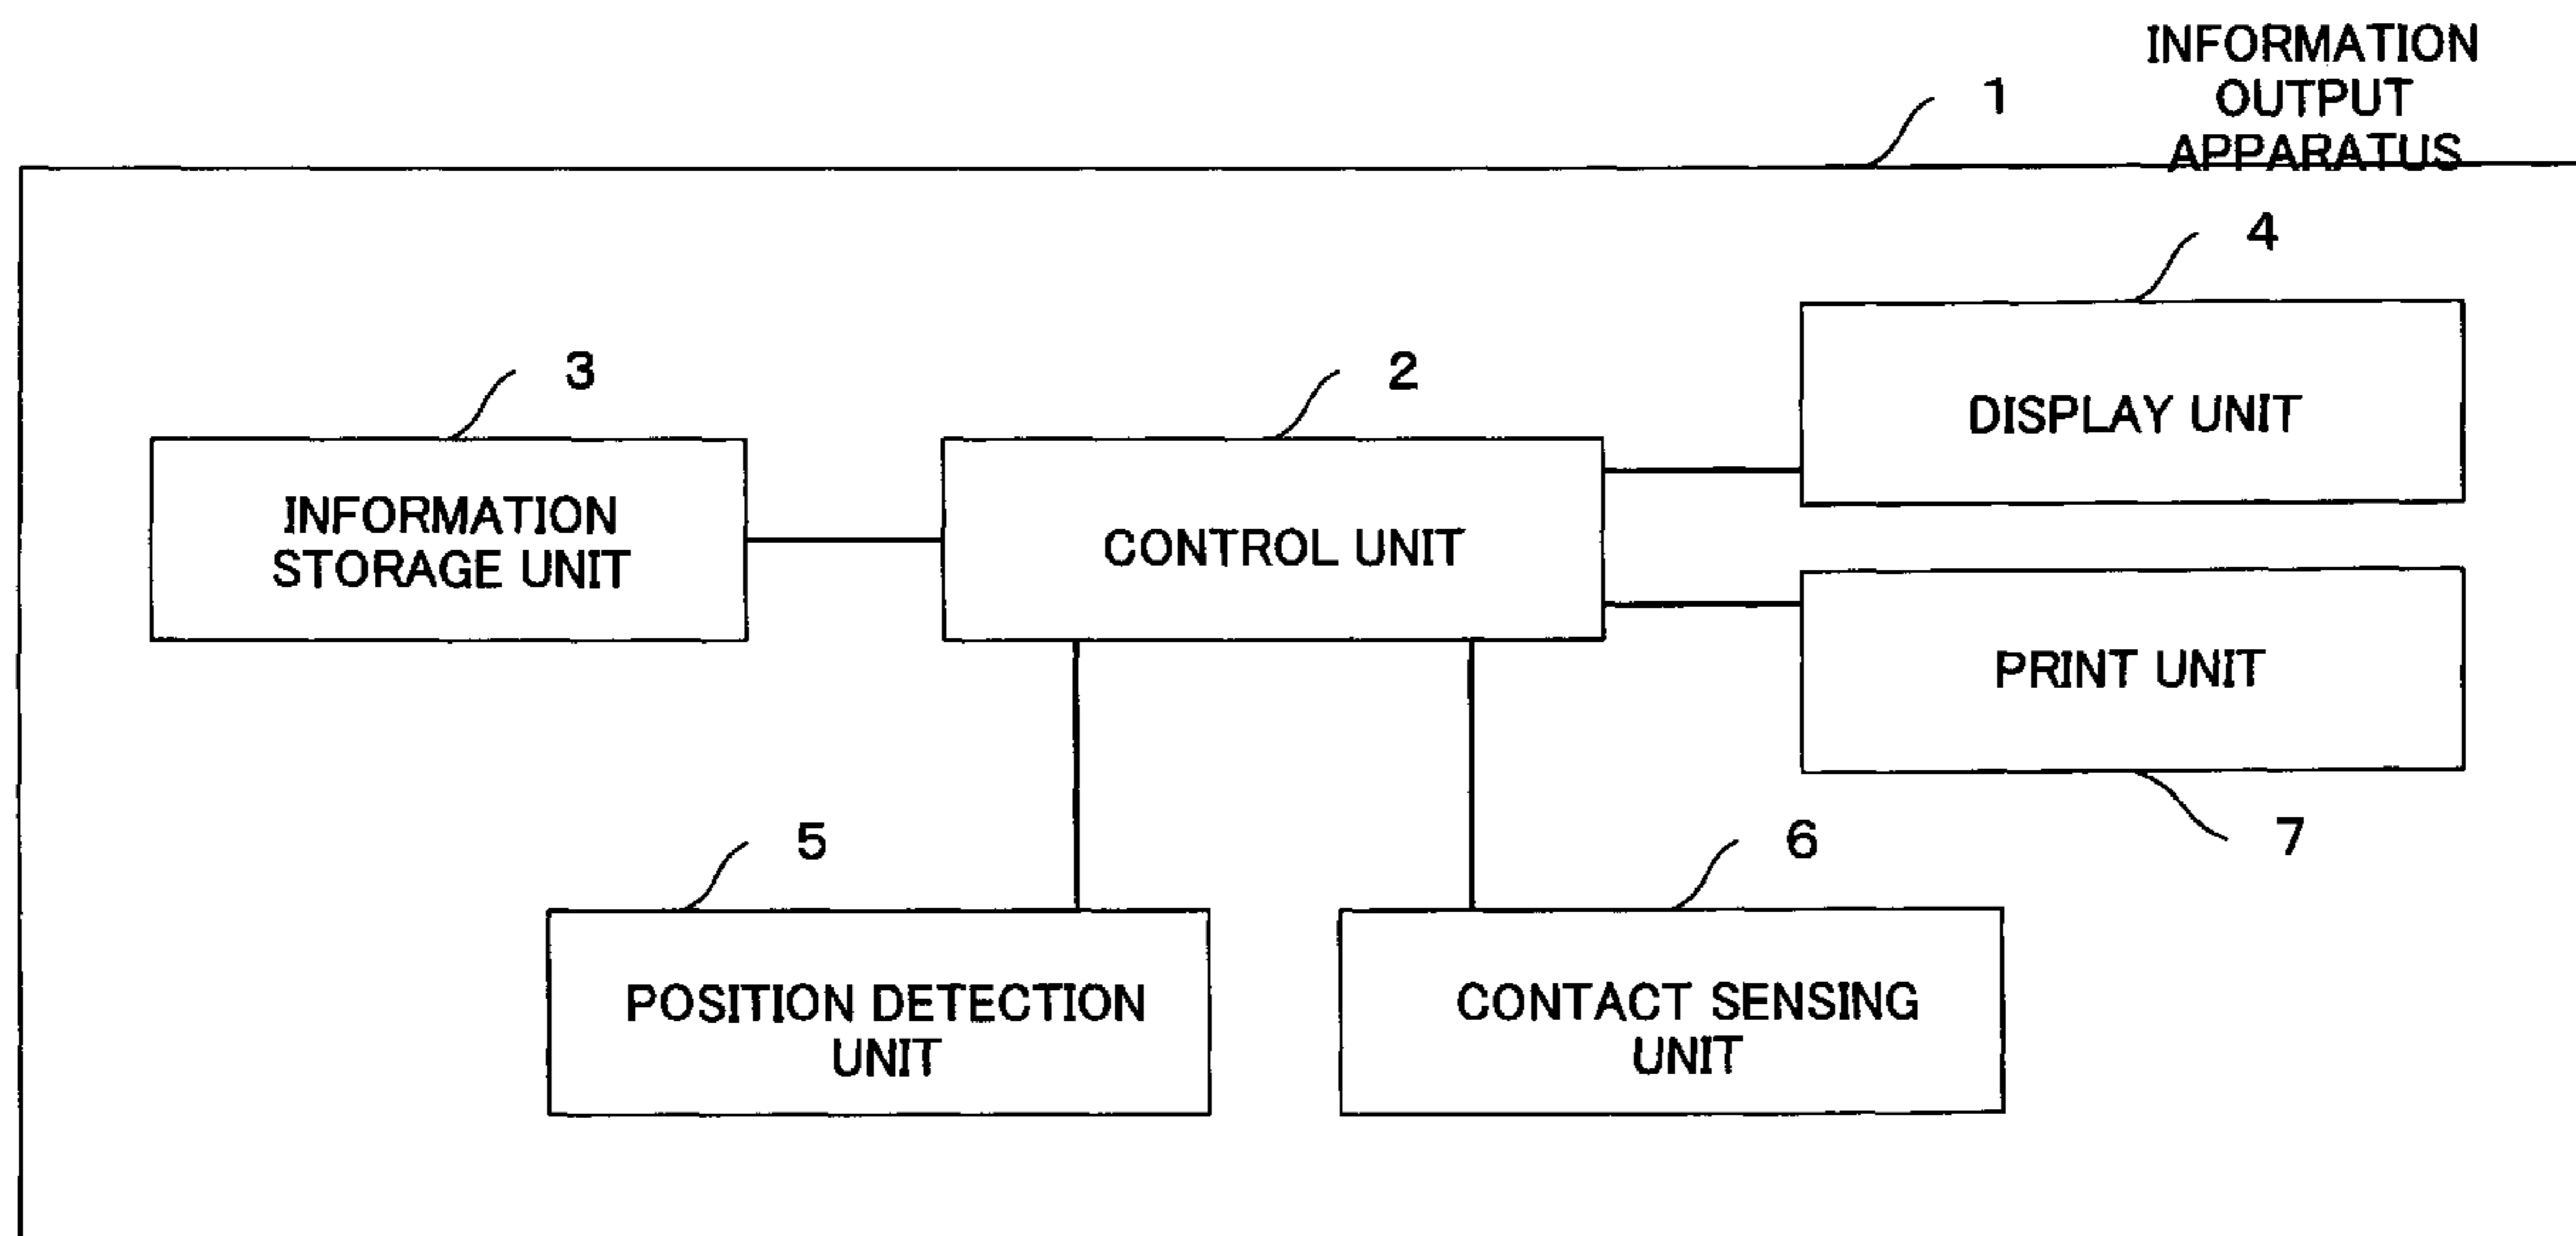 INFORMATION
OUTPUT
APPARATUS
1
4
DISPLAY UNIT
3
2
INFORMATION
STORAGE UNIT
CONTROL UNIT
PRINT UNIT
7
5
6
POSITION DETECTION
UNIT
CONTACT SENSING
UNIT